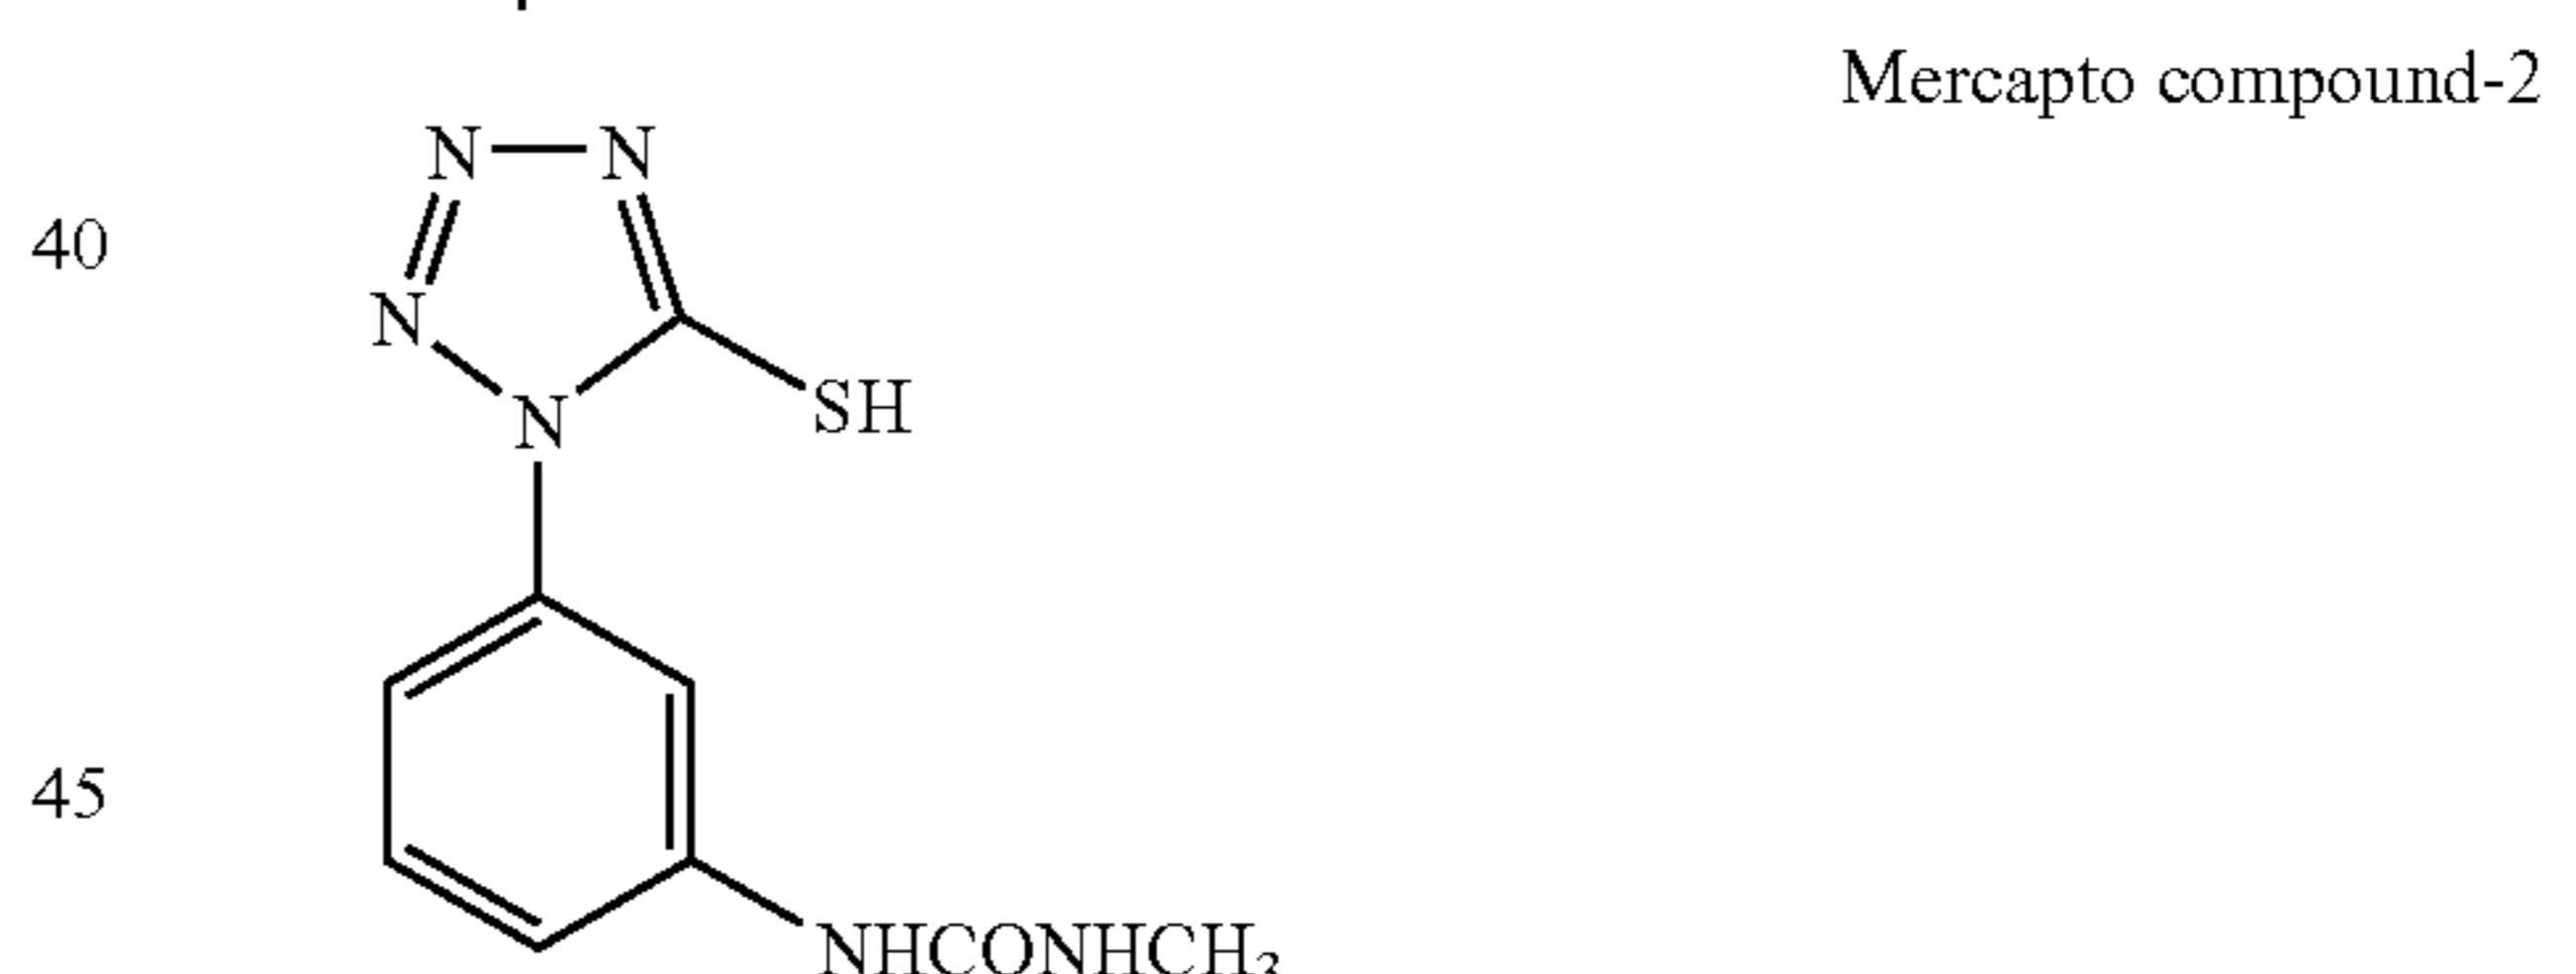 Mercapto compound-2
N N
40
N
SH
N
45
NHCONHCH₃